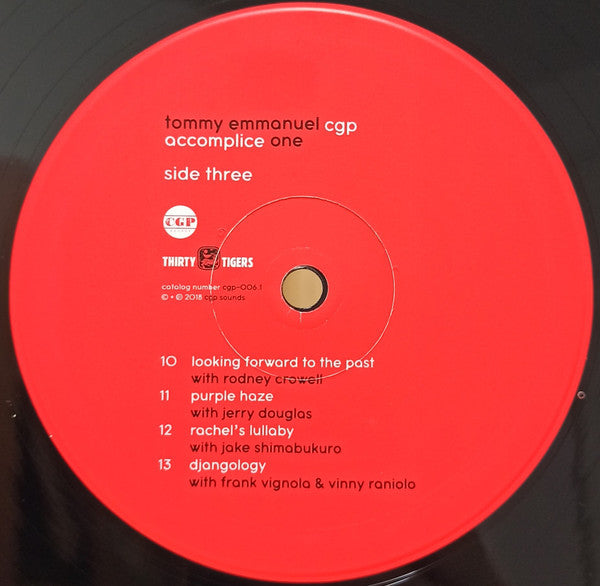 tommy emmanuel cgp
accomplice one
side three
CGP
THIRTY TIGERS
catalog number cgp-006.1
© + ℗ 2018 cgp sounds
10 looking forward to the past
with rodney crowell
11 purple haze
with jerry douglas
12 rachel's lullaby
with jake shimabukuro
13 djangology
with frank vignola & vinny raniolo